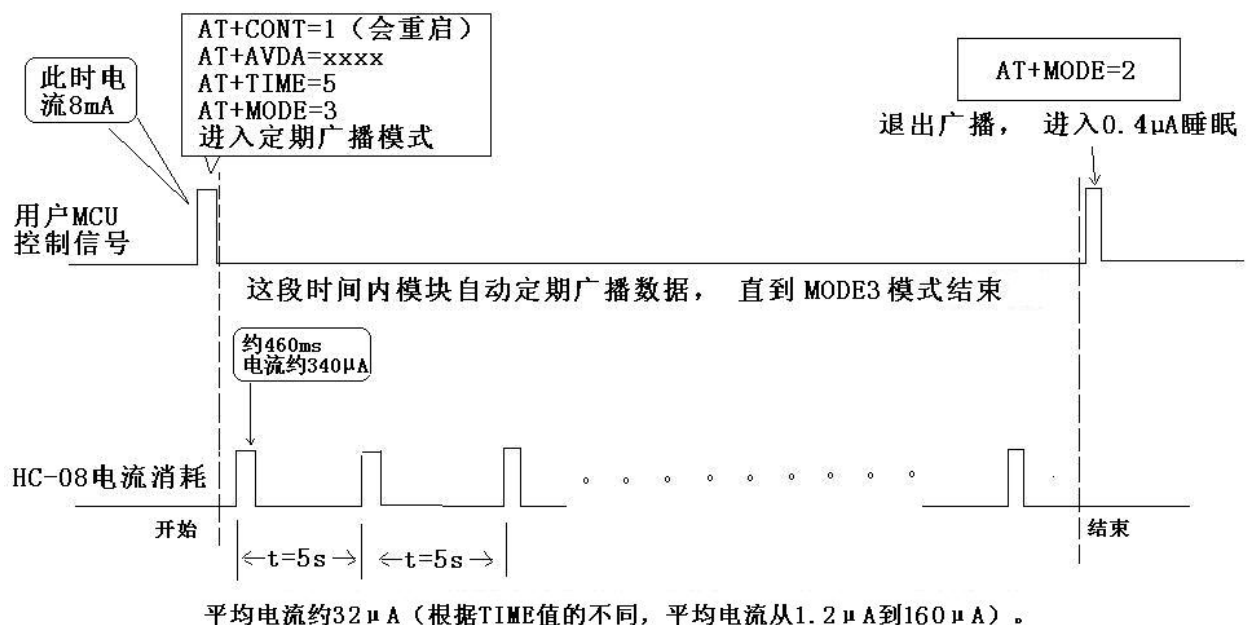 AT+CONT=1（会重启）
AT+AVDA=xxxx
AT+TIME=5
AT+MODE=3
进入定期广播模式
此时电
流8mA
AT+MODE=2
退出广播， 进入0.4μA睡眠
用户MCU
控制信号
这段时间内模块自动定期广播数据， 直到 MODE3 模式结束
约460ms
电流约340μA
HC-08电流消耗
开始
结束
t=5s
t=5s
平均电流约32μA（根据TIME值的不同，平均电流从1.2μA到160μA）。